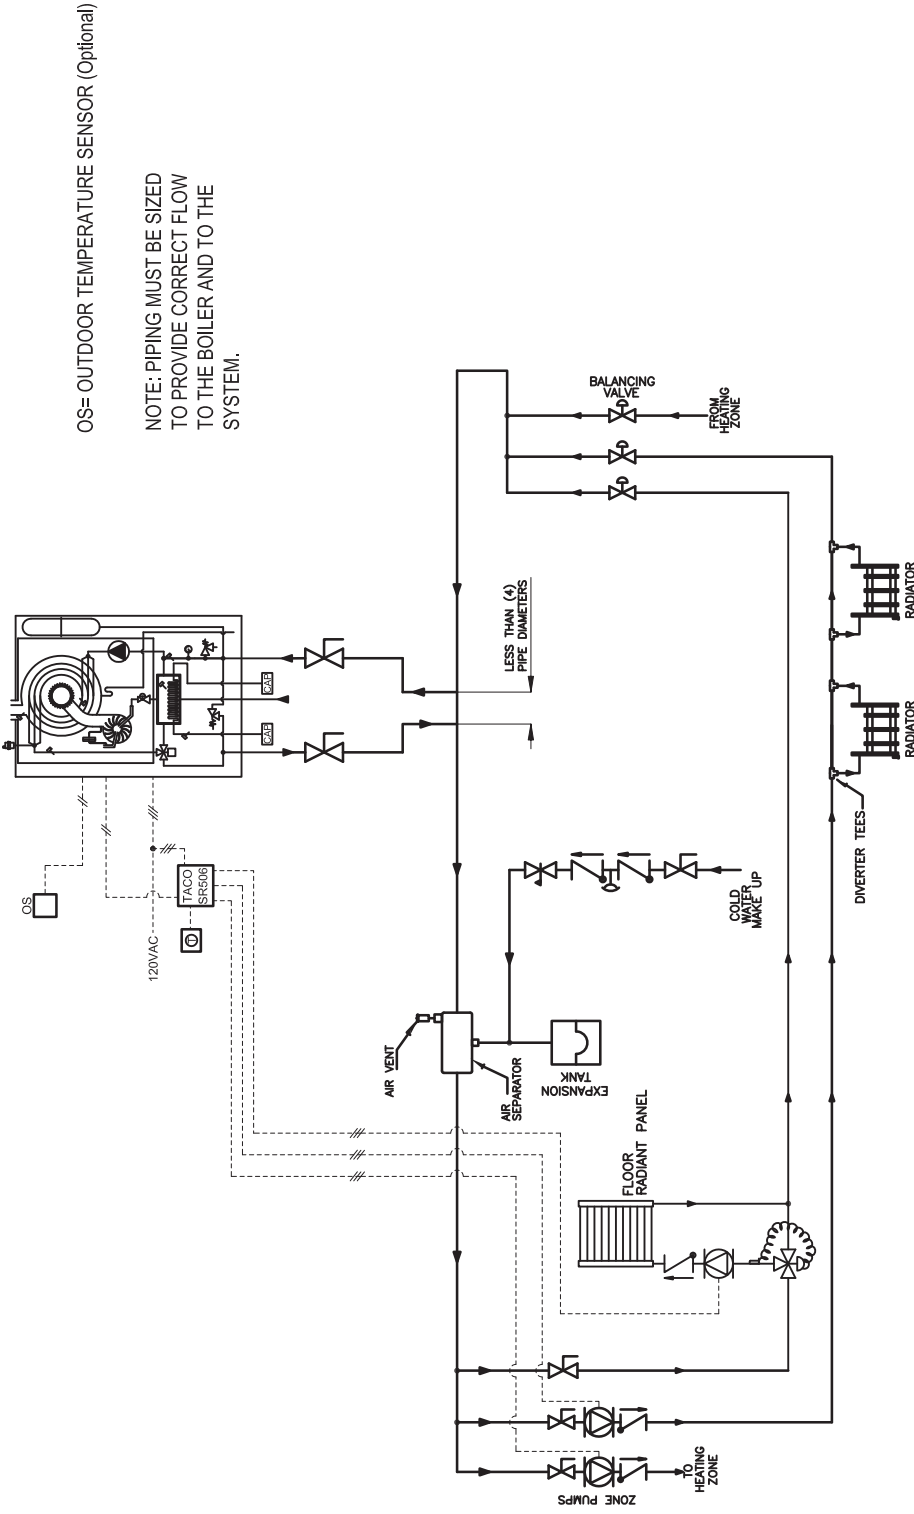 OS= OUTDOOR TEMPERATURE SENSOR (Optional)
NOTE: PIPING MUST BE SIZED
TO PROVIDE CORRECT FLOW
TO THE BOILER AND TO THE
SYSTEM.
OS
120VAC
TACO
SR506
T
CAP
CAP
LESS THAN (4)
PIPE DIAMETERS
BALANCING
VALVE
FROM
HEATING
ZONE
RADIATOR
RADIATOR
DIVERTER TEES
COLD
WATER
MAKE UP
AIR VENT
AIR
SEPARATOR
EXPANSION
TANK
FLOOR
RADIANT PANEL
ZONE PUMPS
TO
HEATING
ZONE